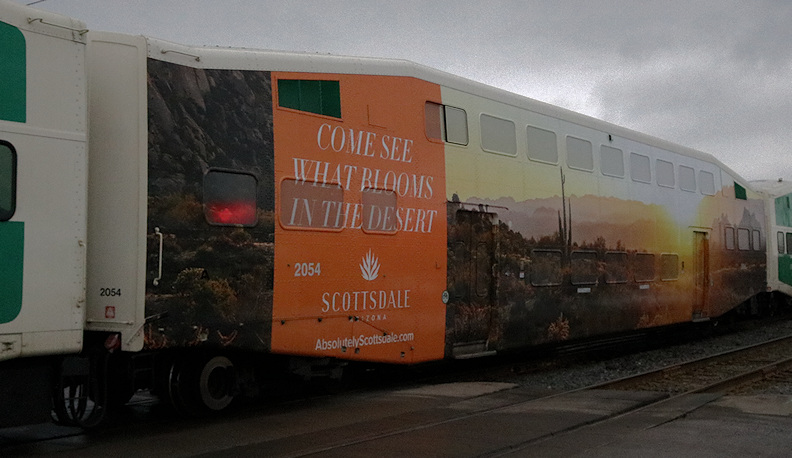 COME SEE
WHAT BLOOMS
IN THE DESERT
2054
2054
SCOTTSDALE
ARIZONA
AbsolutelyScottsdale.com